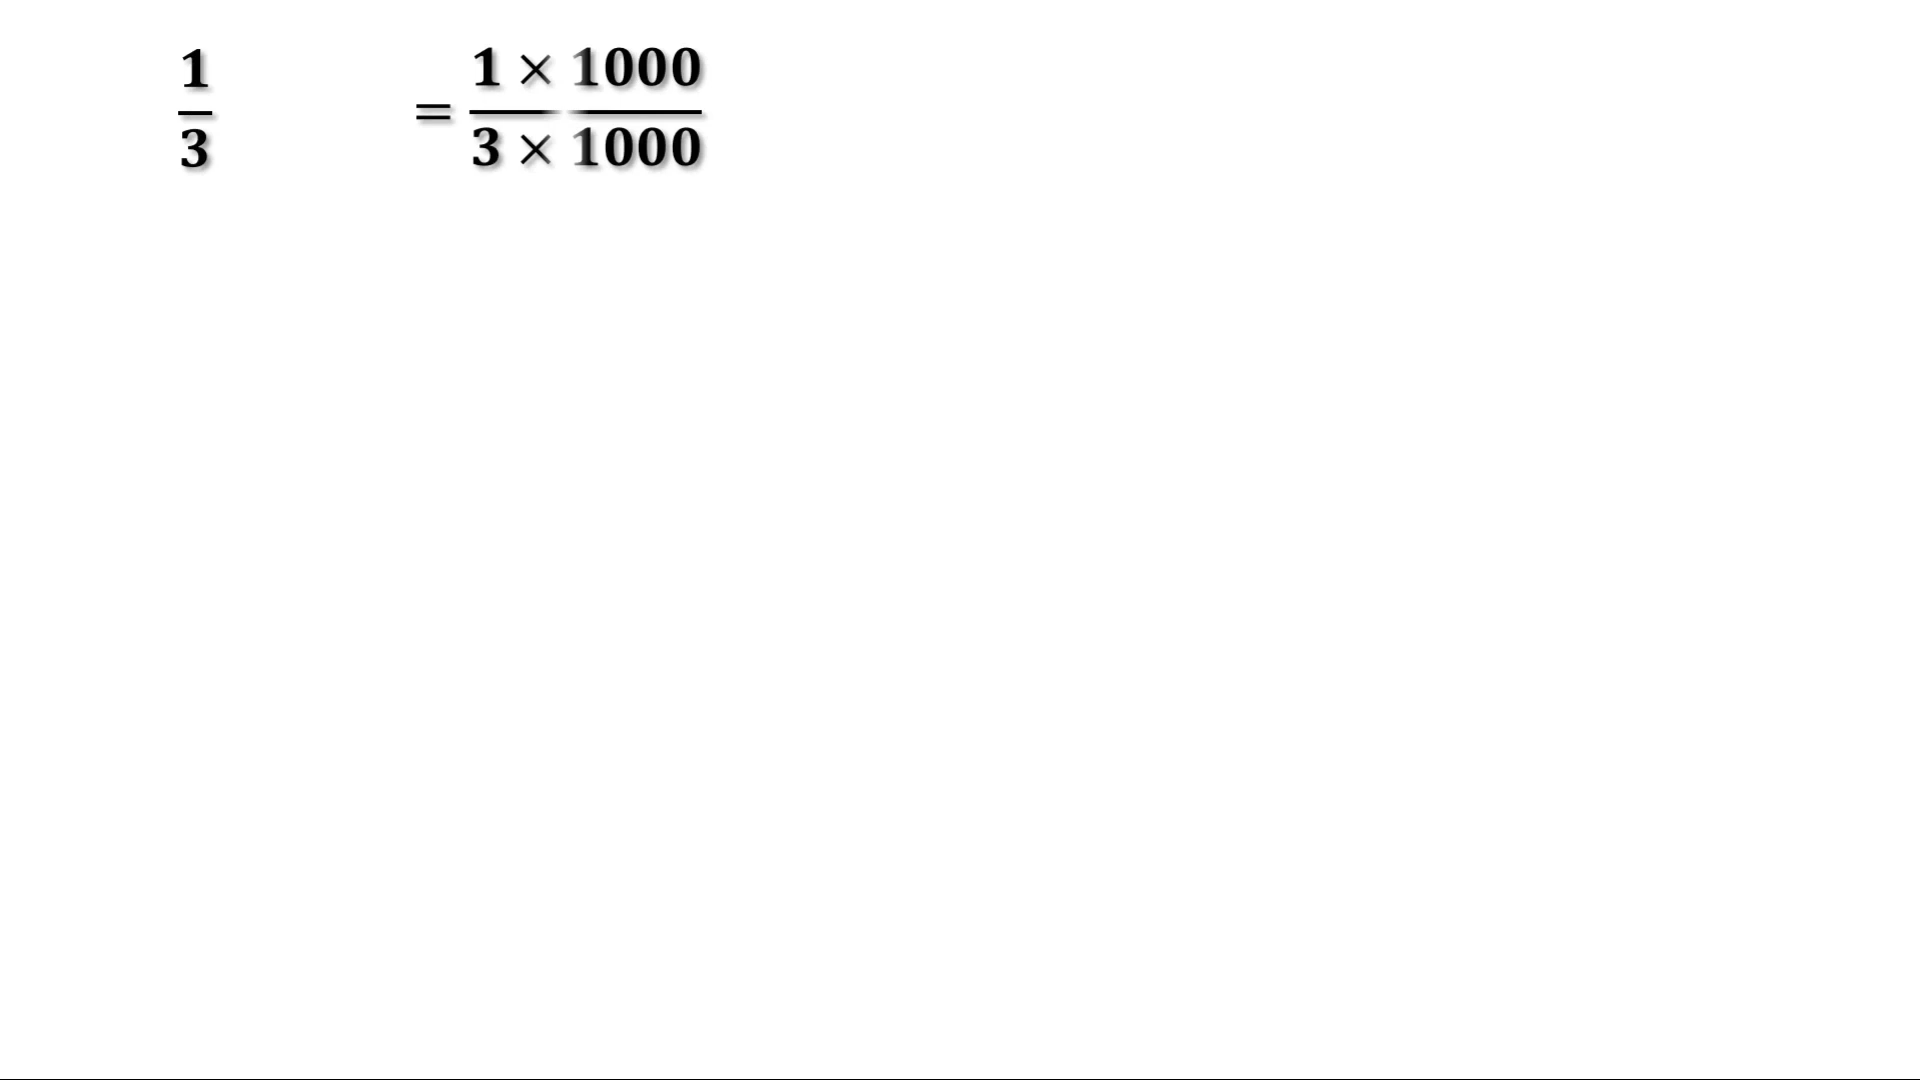 1/3 = 1 × 1000 / 3 × 1000